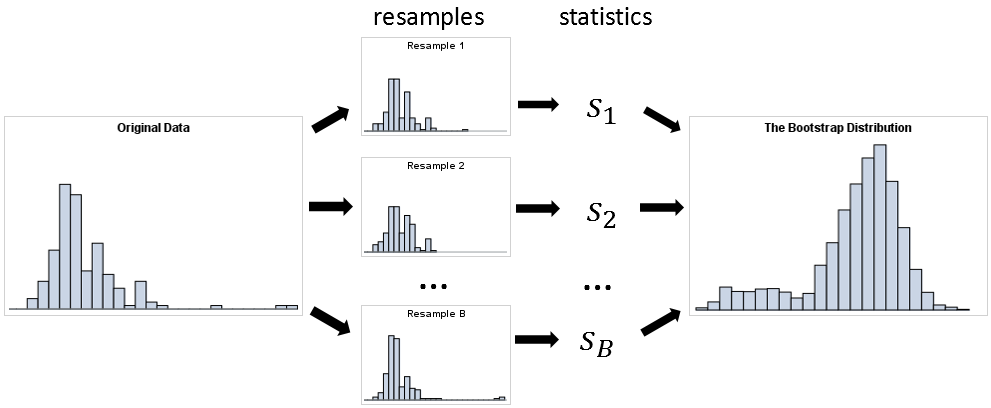 resamples
statistics
Original Data
Resample 1
s1
Resample 2
s2
...
...
Resample B
sB
The Bootstrap Distribution